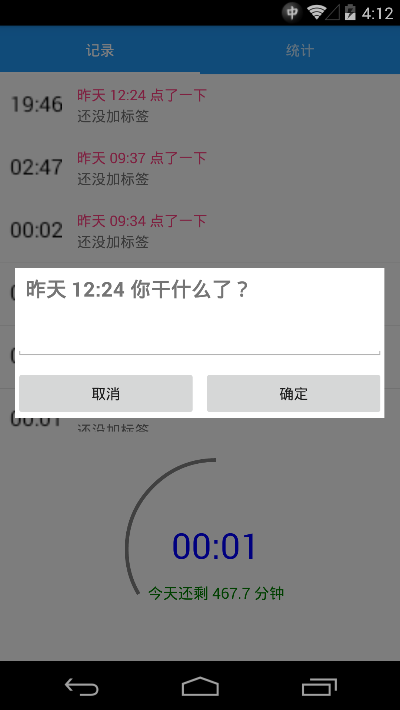 中 4:12
记录 统计
19:46 昨天 12:24 点了一下
还没加标签
02:47 昨天 09:37 点了一下
还没加标签
00:02 昨天 09:34 点了一下
还没加标签
昨天 12:24 你干什么了？
取消 确定
00:01 还没加标签
00:01
今天还剩 467.7 分钟